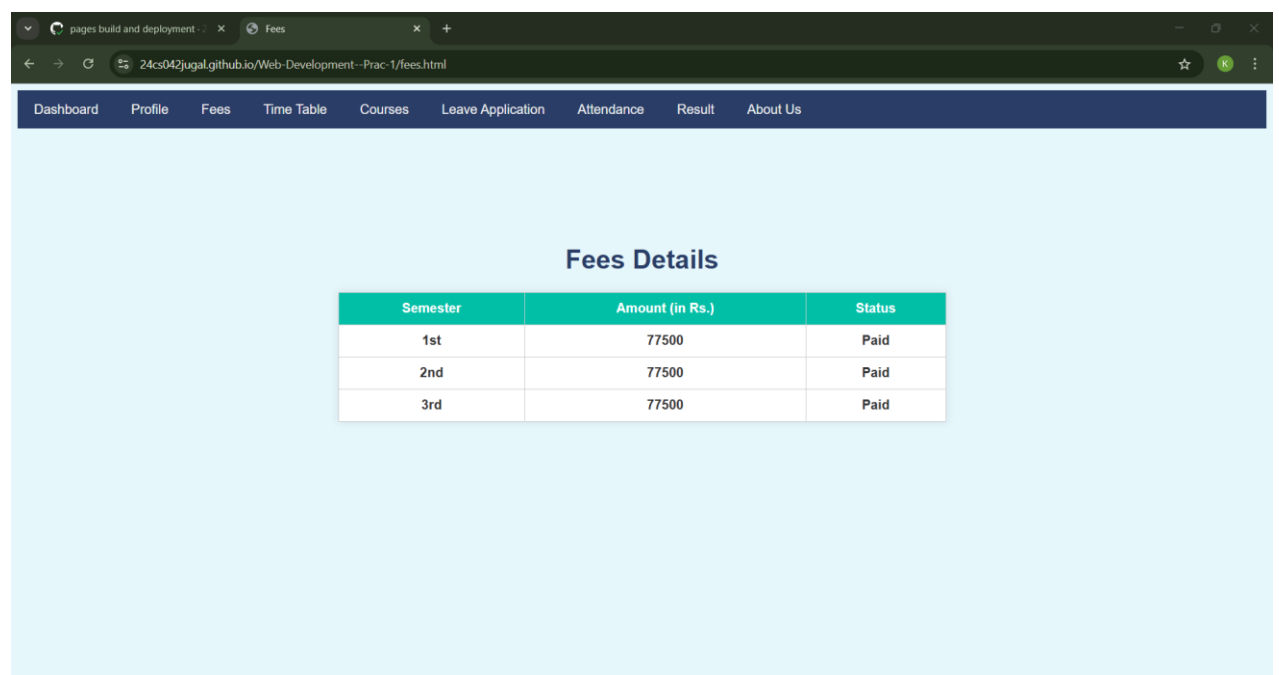 pages build and deployment · 2
Fees
24cs042jugal.github.io/Web-Development--Prac-1/fees.html
K
Dashboard Profile Fees Time Table Courses Leave Application Attendance Result About Us
Fees Details
Semester Amount (in Rs.) Status
1st 77500 Paid
2nd 77500 Paid
3rd 77500 Paid